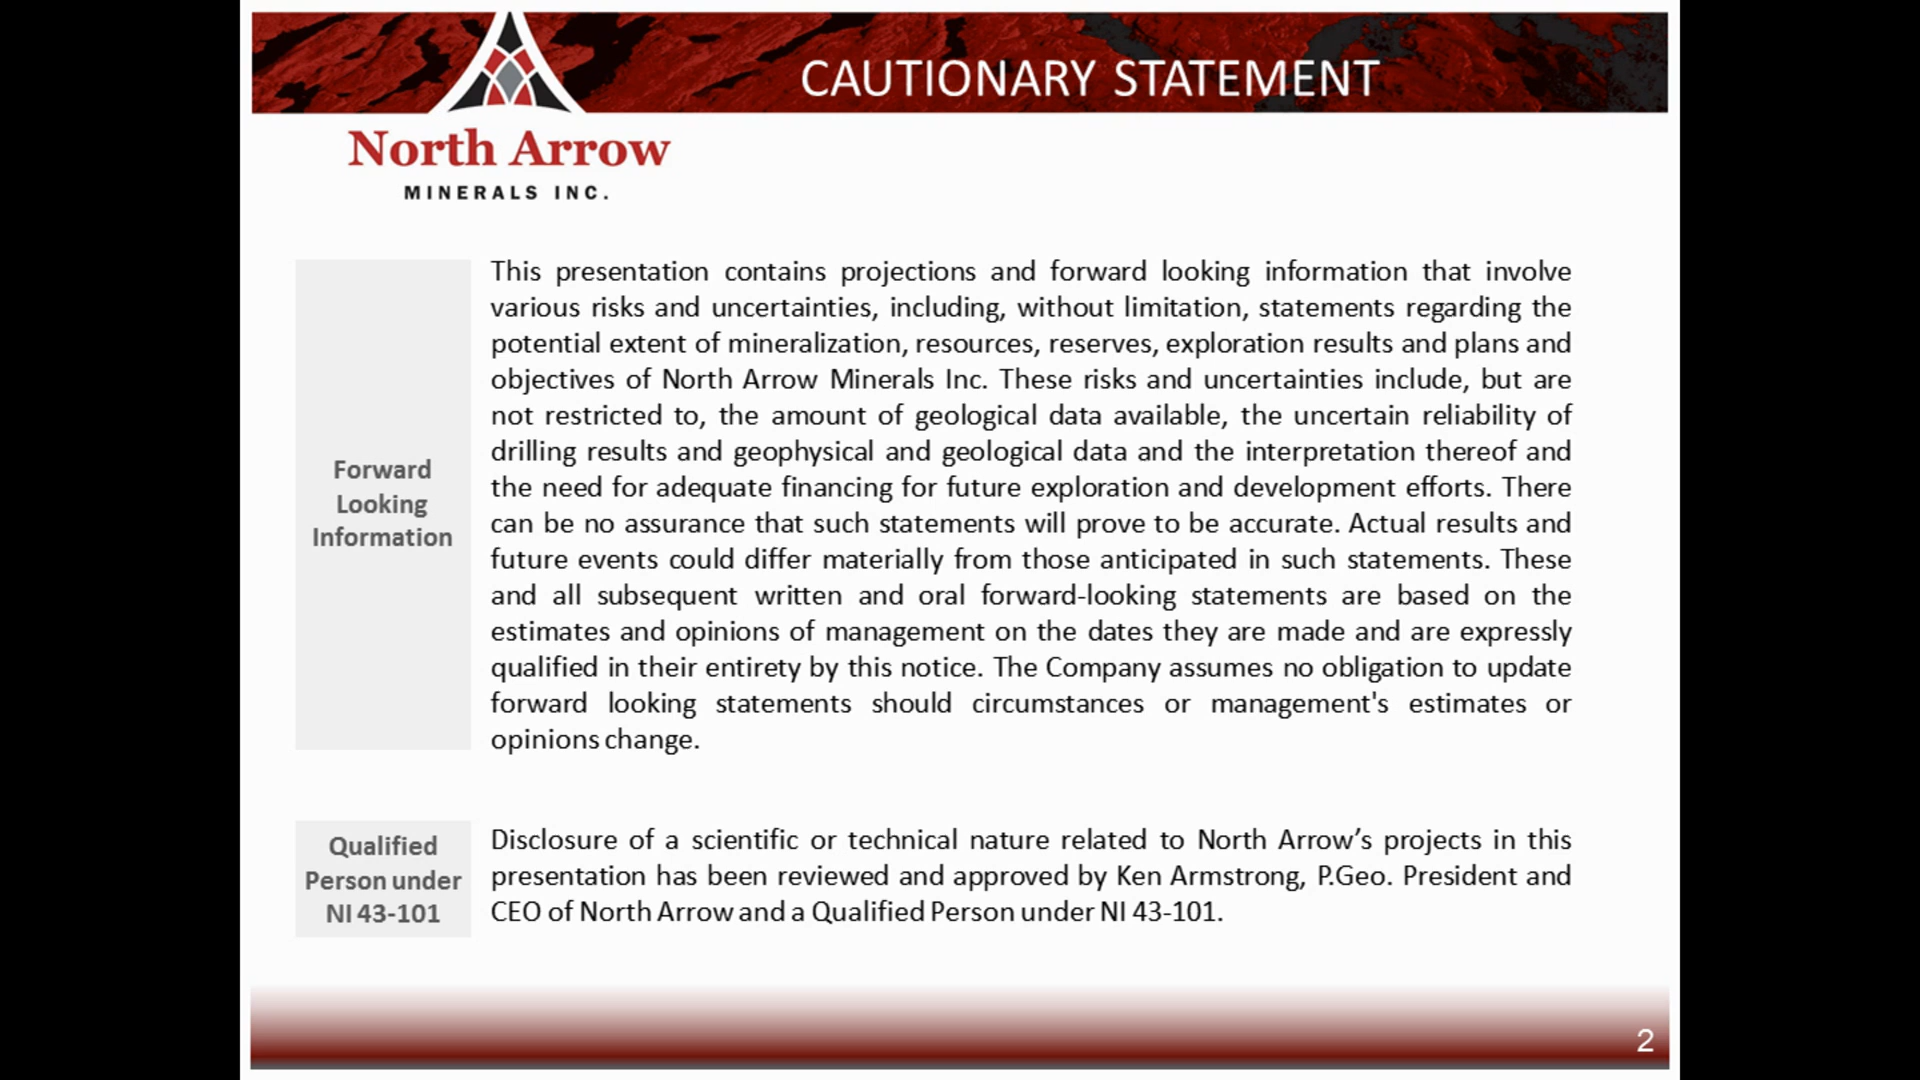 CAUTIONARY STATEMENT
North Arrow
MINERALS INC.
Forward
Looking
Information
This presentation contains projections and forward looking information that involve
various risks and uncertainties, including, without limitation, statements regarding the
potential extent of mineralization, resources, reserves, exploration results and plans and
objectives of North Arrow Minerals Inc. These risks and uncertainties include, but are
not restricted to, the amount of geological data available, the uncertain reliability of
drilling results and geophysical and geological data and the interpretation thereof and
the need for adequate financing for future exploration and development efforts. There
can be no assurance that such statements will prove to be accurate. Actual results and
future events could differ materially from those anticipated in such statements. These
and all subsequent written and oral forward-looking statements are based on the
estimates and opinions of management on the dates they are made and are expressly
qualified in their entirety by this notice. The Company assumes no obligation to update
forward looking statements should circumstances or management's estimates or
opinions change.
Qualified
Person under
NI 43-101
Disclosure of a scientific or technical nature related to North Arrow’s projects in this
presentation has been reviewed and approved by Ken Armstrong, P.Geo. President and
CEO of North Arrow and a Qualified Person under NI 43-101.
2